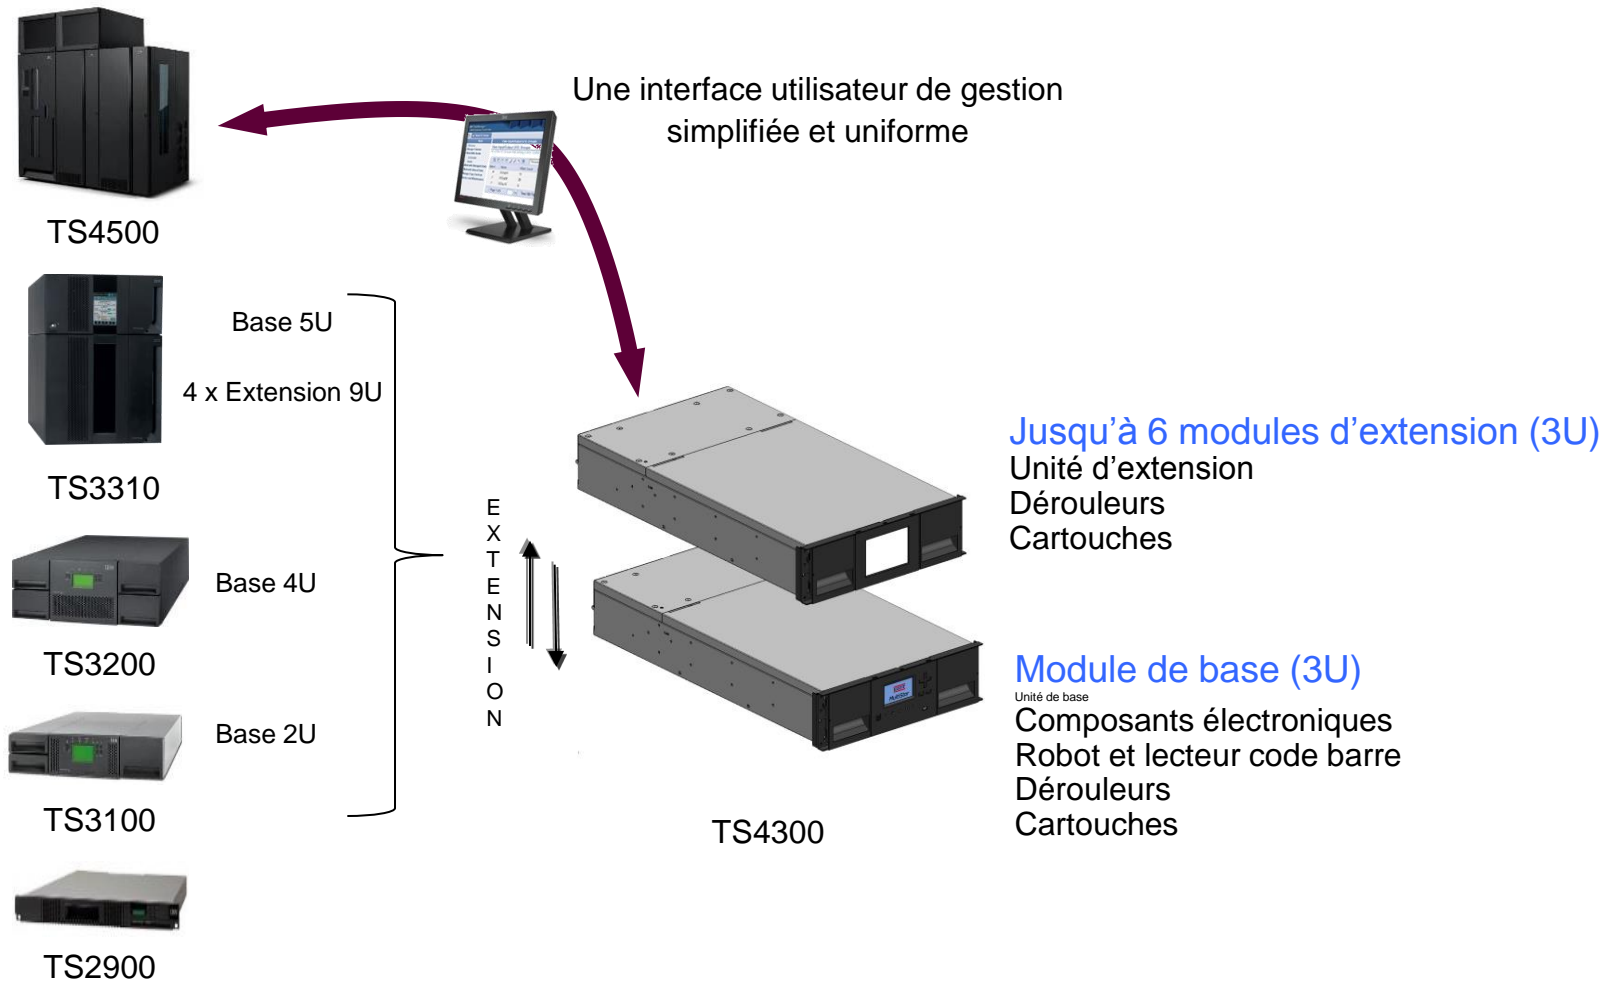 Une interface utilisateur de gestion
simplifiée et uniforme
TS4500
Base 5U
4 x Extension 9U
TS3310
Base 4U
TS3200
Base 2U
TS3100
TS2900
EXTENSION
Jusqu’à 6 modules d’extension (3U)
Unité d’extension
Dérouleurs
Cartouches
Module de base (3U)
Unité de base
Composants électroniques
Robot et lecteur code barre
Dérouleurs
Cartouches
TS4300